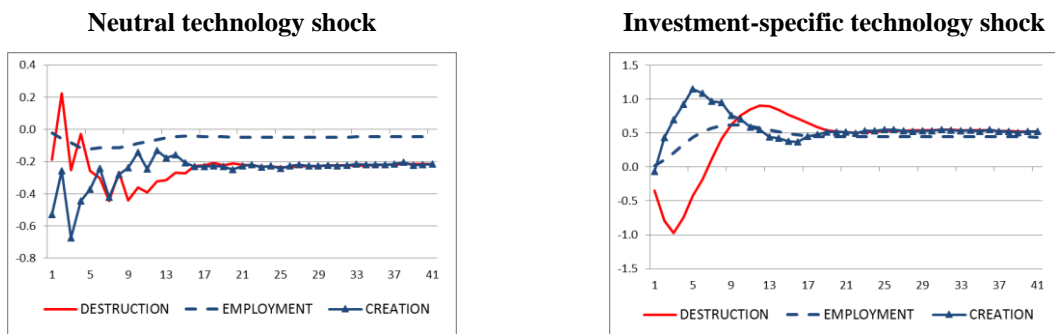 Neutral technology shock
Investment-specific technology shock
0.4
0.2
0.0
-0.2
-0.4
-0.6
-0.8
1 5 9 13 17 21 25 29 33 37 41
DESTRUCTION EMPLOYMENT CREATION
1.5
1.0
0.5
0.0
-0.5
-1.0
-1.5
1 5 9 13 17 21 25 29 33 37 41
DESTRUCTION EMPLOYMENT CREATION